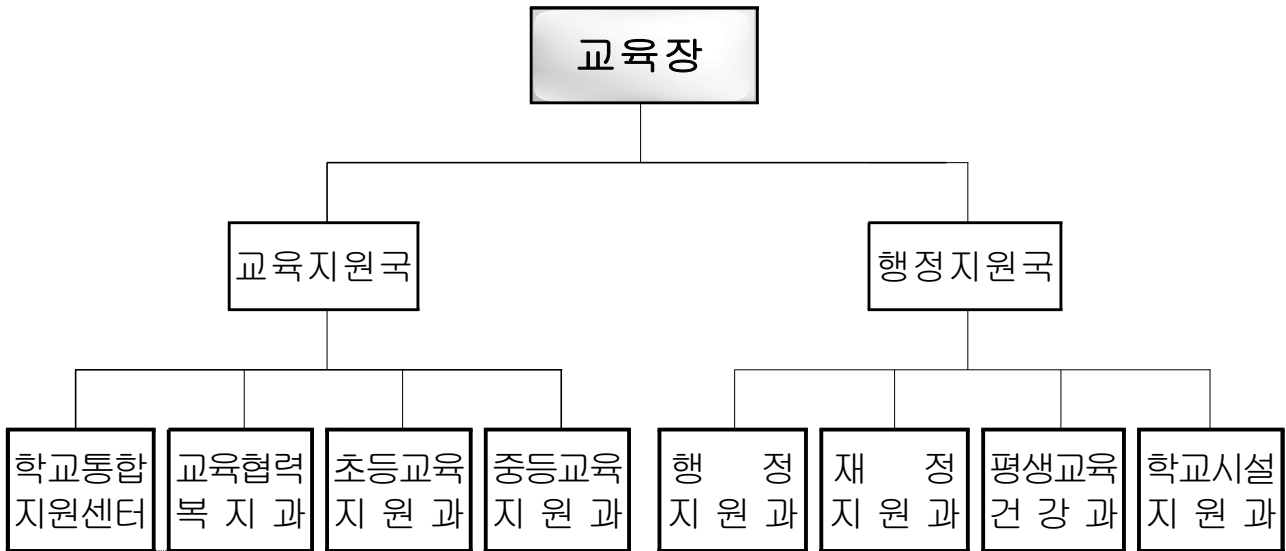 교육장
교육지원국
행정지원국
학교통합
지원센터
교육협력
복 지 과
초등교육
지 원 과
중등교육
지 원 과
행 정
지 원 과
재 정
지 원 과
평생교육
건 강 과
학교시설
지 원 과